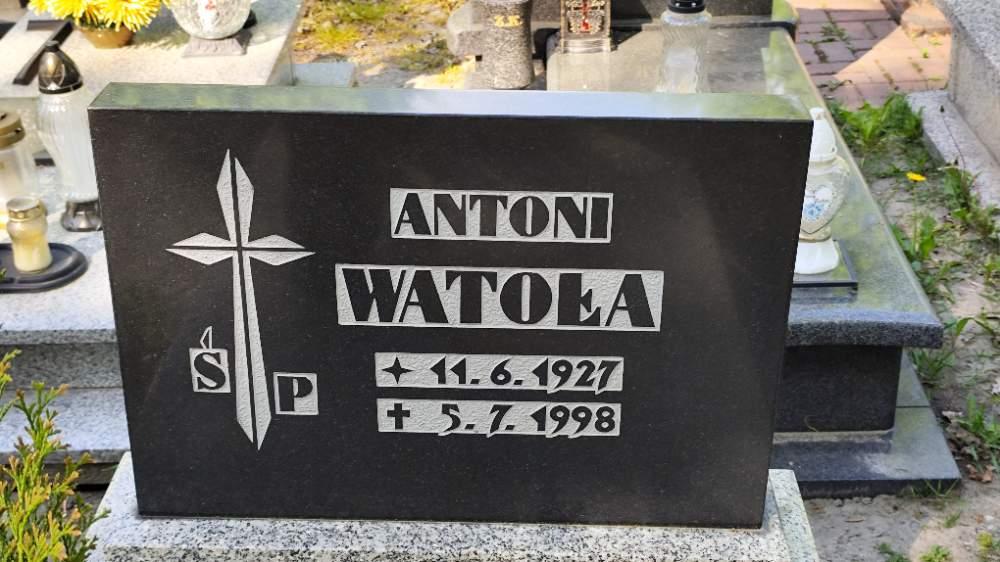 ANTONI
WATOŁA
11.6.1927
5.7.1998
Ś P